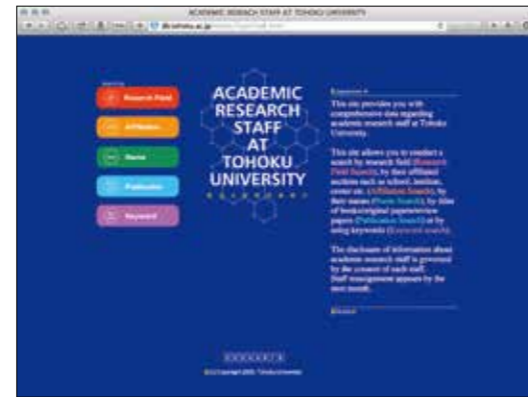 ACADEMIC RESEARCH STAFF AT TOHOKU UNIVERSITY
Research Field
Affiliation
Name
Publication
Keyword
ACADEMIC
RESEARCH
STAFF
AT
TOHOKU
UNIVERSITY
This site provides you with
comprehensive data regarding
academic research staff at Tohoku
University.
This site allows you to conduct a
search by research field (Research
Field Search), by their affiliated
sections such as school, institute,
center etc. (Affiliation Search), by
their names (Name Search), by titles
of books/original papers/review
papers (Publication Search) or by
using keywords (Keyword search).
The disclosure of information about
academic research staff is governed
by the consent of each staff.
Staff reassignment appears by the
next month.
Copyright Tohoku University